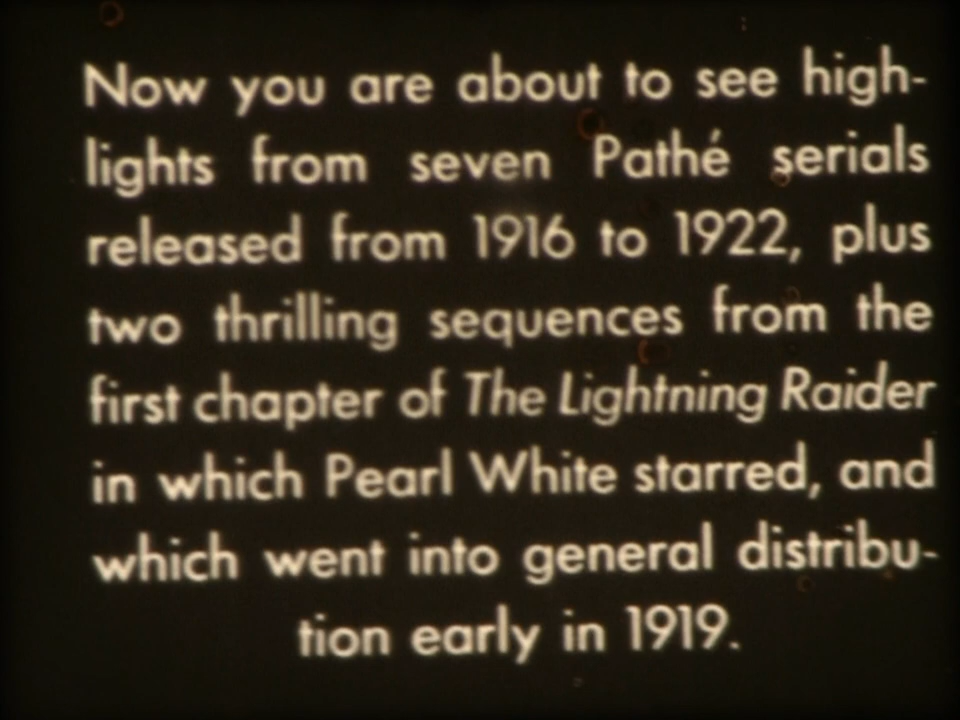 Now you are about to see high-
lights from seven Pathé serials
released from 1916 to 1922, plus
two thrilling sequences from the
first chapter of The Lightning Raider
in which Pearl White starred, and
which went into general distribu-
tion early in 1919.